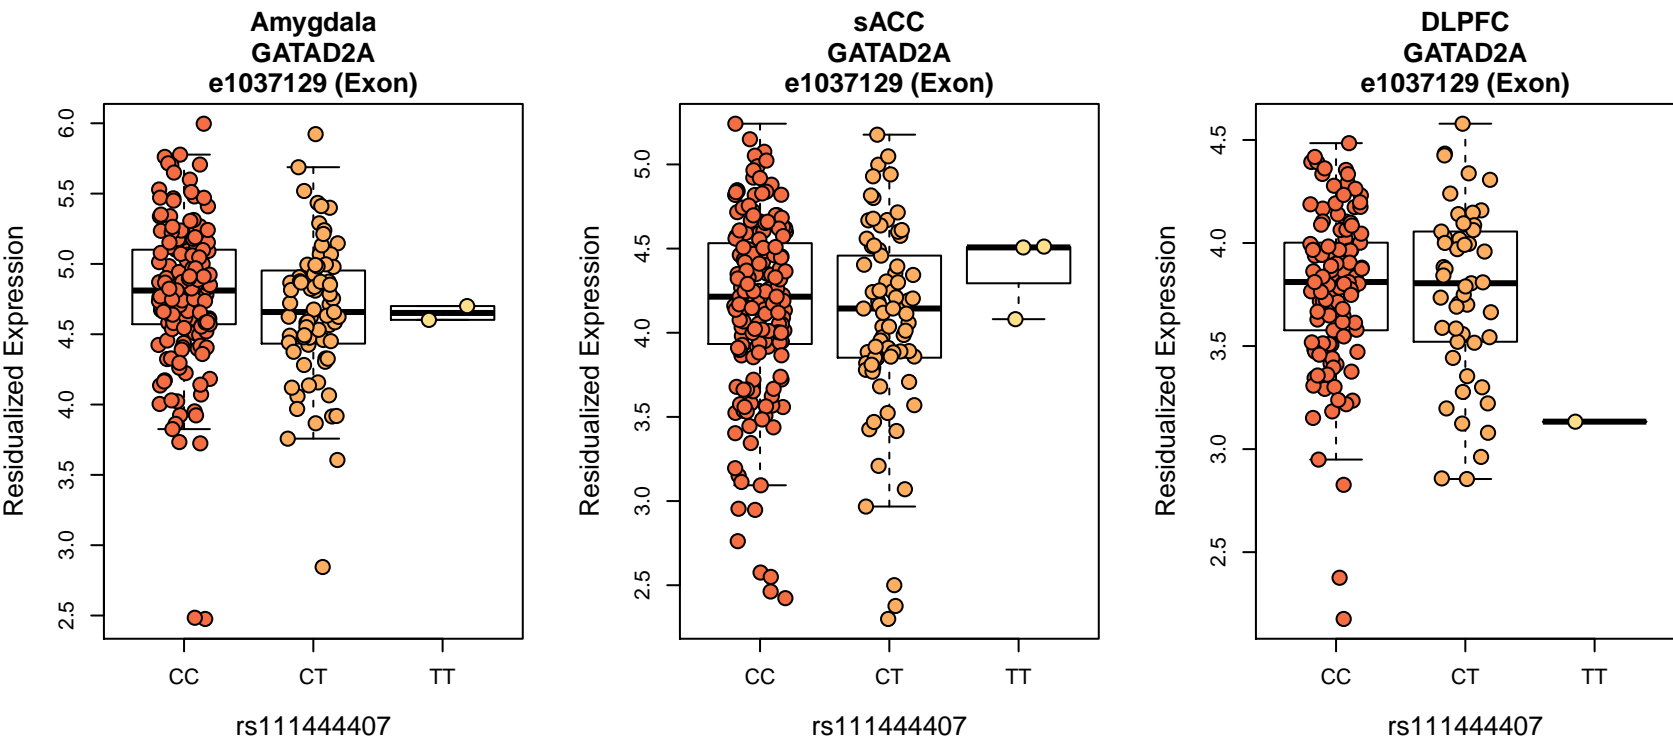 Amygdala
GATAD2A
e1037129 (Exon)
Residualized Expression
6.0
5.5
5.0
4.5
4.0
3.5
3.0
2.5
CC CT TT
rs111444407
sACC
GATAD2A
e1037129 (Exon)
Residualized Expression
5.0
4.5
4.0
3.5
3.0
2.5
CC CT TT
rs111444407
DLPFC
GATAD2A
e1037129 (Exon)
Residualized Expression
4.5
4.0
3.5
3.0
2.5
CC CT TT
rs111444407